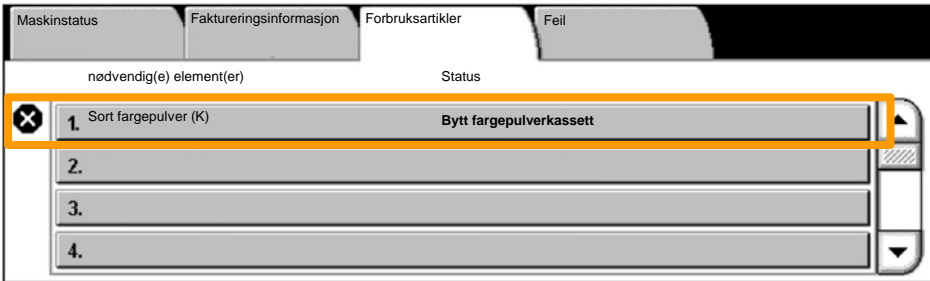 Maskinstatus
Faktureringsinformasjon
Forbruksartikler
Feil
nødvendig(e) element(er) Status
1. Sort fargepulver (K) Bytt fargepulverkassett
2.
3.
4.